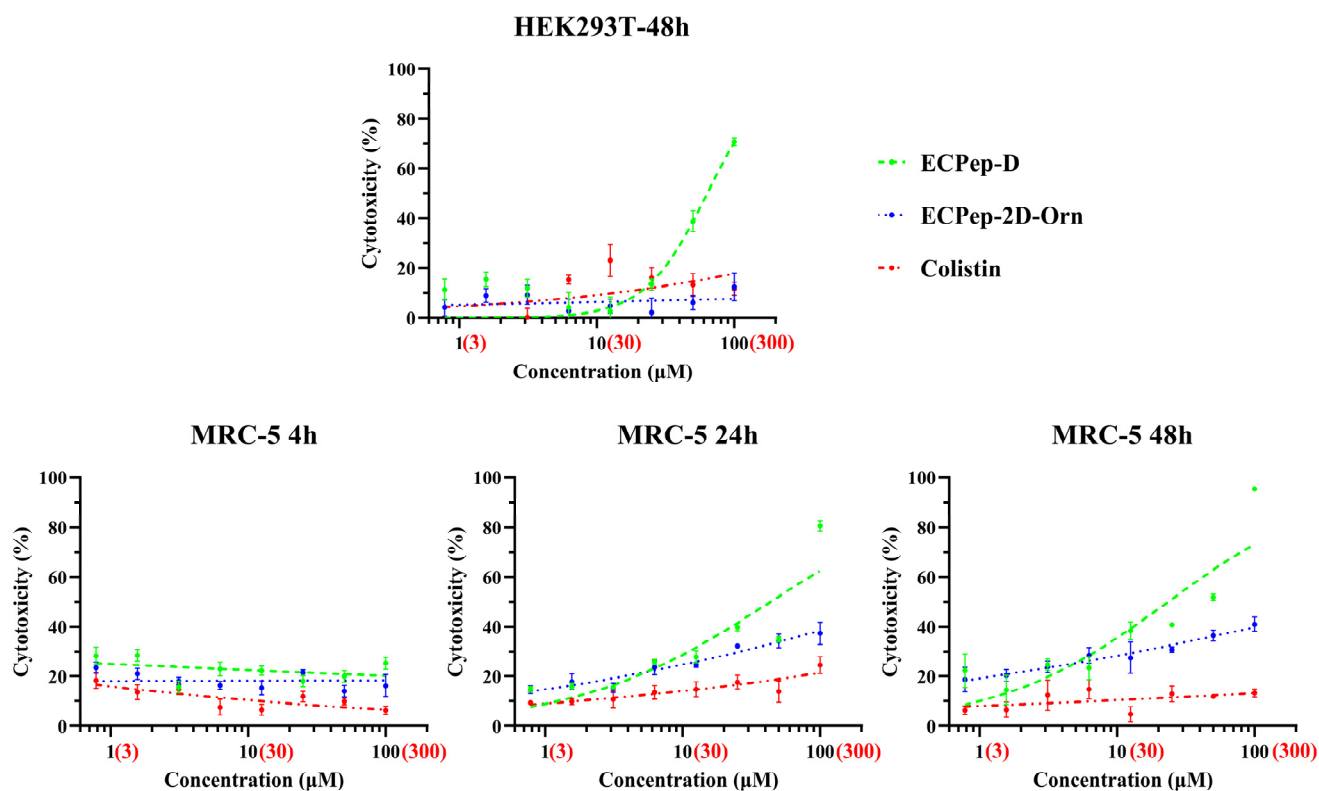 HEK293T-48h
100
80
60
40
20
0
Cytotoxicity (%)
1(3) 10(30) 100(300)
Concentration (µM)
ECPep-D
ECPep-2D-Orn
Colistin
MRC-5 4h
100
80
60
40
20
0
Cytotoxicity (%)
1(3) 10(30) 100(300)
Concentration (µM)
MRC-5 24h
100
80
60
40
20
0
Cytotoxicity (%)
1(3) 10(30) 100(300)
Concentration (µM)
MRC-5 48h
100
80
60
40
20
0
Cytotoxicity (%)
1(3) 10(30) 100(300)
Concentration (µM)